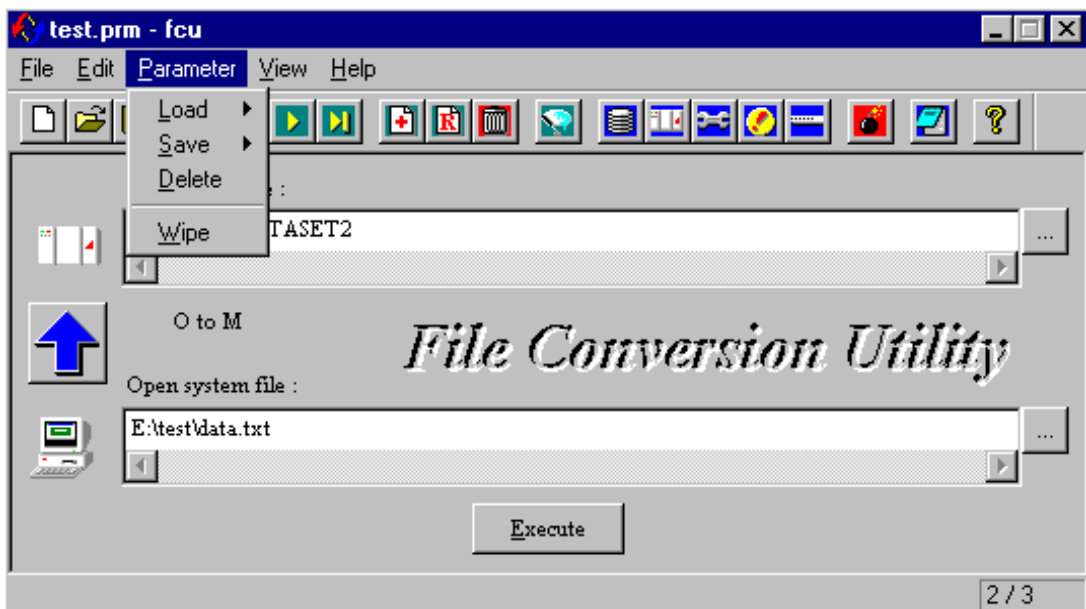 test.prm - fcu
File Edit Parameter View Help
Load
Save
Delete
Wipe
:
TASET2
...
O to M
File Conversion Utility
Open system file :
E:\test\data.txt
...
Execute
2 / 3